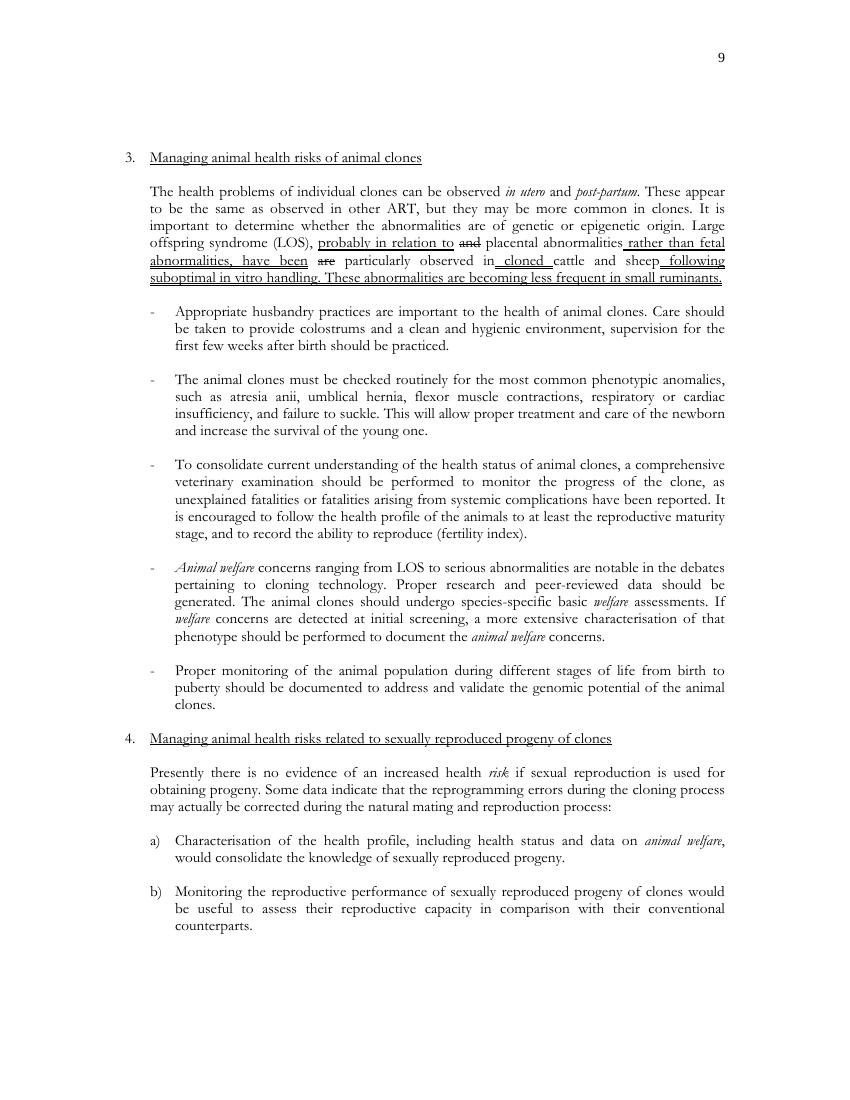 9
3. Managing animal health risks of animal clones
The health problems of individual clones can be observed in utero and post-partum. These appear
to be the same as observed in other ART, but they may be more common in clones. It is
important to determine whether the abnormalities are of genetic or epigenetic origin. Large
offspring syndrome (LOS), probably in relation to and placental abnormalities rather than fetal
abnormalities, have been are particularly observed in cloned cattle and sheep following
suboptimal in vitro handling. These abnormalities are becoming less frequent in small ruminants.
- Appropriate husbandry practices are important to the health of animal clones. Care should
be taken to provide colostrums and a clean and hygienic environment, supervision for the
first few weeks after birth should be practiced.
- The animal clones must be checked routinely for the most common phenotypic anomalies,
such as atresia anii, umblical hernia, flexor muscle contractions, respiratory or cardiac
insufficiency, and failure to suckle. This will allow proper treatment and care of the newborn
and increase the survival of the young one.
- To consolidate current understanding of the health status of animal clones, a comprehensive
veterinary examination should be performed to monitor the progress of the clone, as
unexplained fatalities or fatalities arising from systemic complications have been reported. It
is encouraged to follow the health profile of the animals to at least the reproductive maturity
stage, and to record the ability to reproduce (fertility index).
- Animal welfare concerns ranging from LOS to serious abnormalities are notable in the debates
pertaining to cloning technology. Proper research and peer-reviewed data should be
generated. The animal clones should undergo species-specific basic welfare assessments. If
welfare concerns are detected at initial screening, a more extensive characterisation of that
phenotype should be performed to document the animal welfare concerns.
- Proper monitoring of the animal population during different stages of life from birth to
puberty should be documented to address and validate the genomic potential of the animal
clones.
4. Managing animal health risks related to sexually reproduced progeny of clones
Presently there is no evidence of an increased health risk if sexual reproduction is used for
obtaining progeny. Some data indicate that the reprogramming errors during the cloning process
may actually be corrected during the natural mating and reproduction process:
a) Characterisation of the health profile, including health status and data on animal welfare,
would consolidate the knowledge of sexually reproduced progeny.
b) Monitoring the reproductive performance of sexually reproduced progeny of clones would
be useful to assess their reproductive capacity in comparison with their conventional
counterparts.